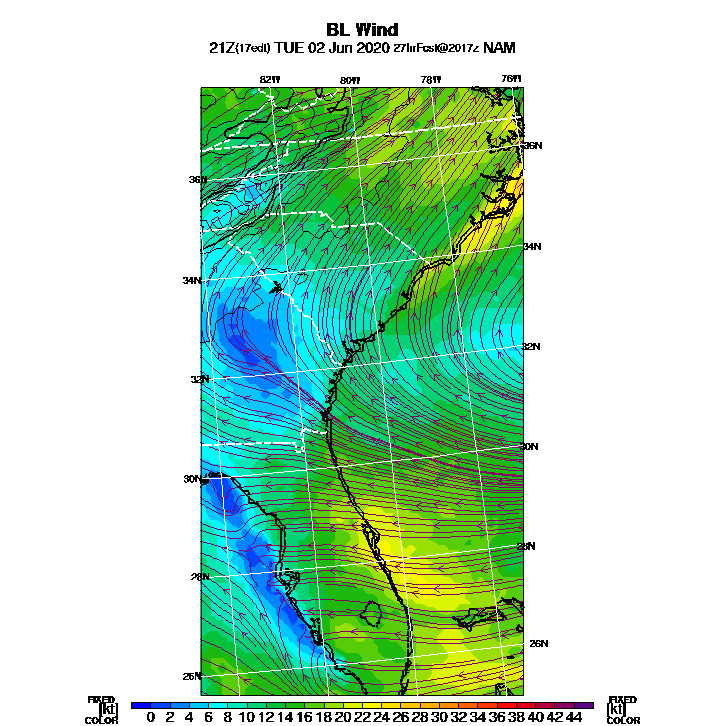 BL Wind
21Z(17edt) TUE 02 Jun 2020 27hrFcst@2017z NAM
82W 80W 78W 76W
36N
36N
34N
34N
32N
32N
30N
30N
28N
28N
26N
26N
FIXED FIXED
[kt] 0 2 4 6 8 10 12 14 16 18 20 22 24 26 28 30 32 34 36 38 40 42 44 [kt]
COLOR COLOR